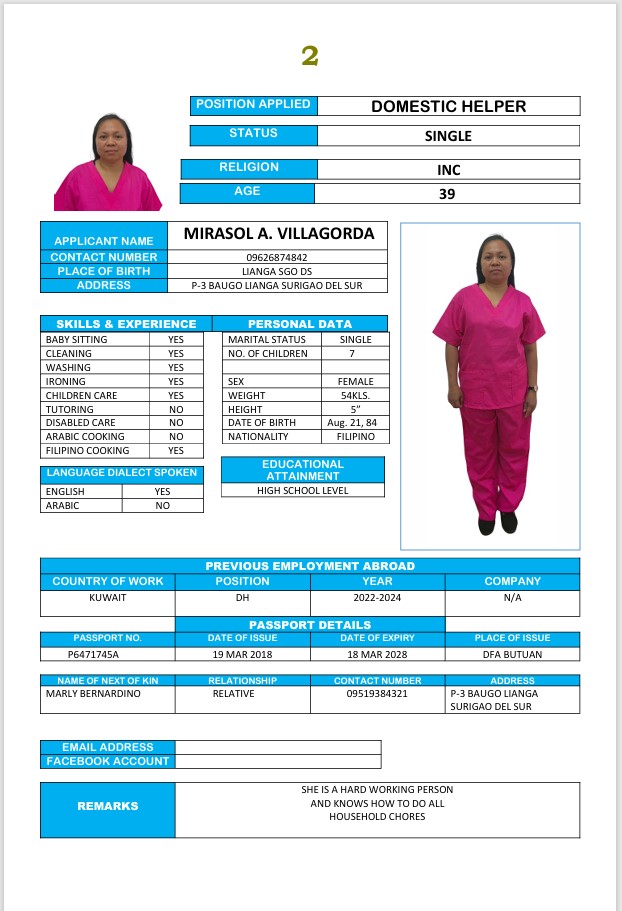 2
POSITION APPLIED DOMESTIC HELPER
STATUS SINGLE
RELIGION INC
AGE 39
APPLICANT NAME MIRASOL A. VILLAGORDA
CONTACT NUMBER 09626874842
PLACE OF BIRTH LIANGA SGO DS
ADDRESS P-3 BAUGO LIANGA SURIGAO DEL SUR
SKILLS & EXPERIENCE PERSONAL DATA
BABY SITTING YES MARITAL STATUS SINGLE
CLEANING YES NO. OF CHILDREN 7
WASHING YES
IRONING YES SEX FEMALE
CHILDREN CARE YES WEIGHT 54KLS.
TUTORING NO HEIGHT 5”
DISABLED CARE NO DATE OF BIRTH Aug. 21, 84
ARABIC COOKING NO NATIONALITY FILIPINO
FILIPINO COOKING YES
LANGUAGE DIALECT SPOKEN
ENGLISH YES
ARABIC NO
EDUCATIONAL
ATTAINMENT
HIGH SCHOOL LEVEL
PREVIOUS EMPLOYMENT ABROAD
COUNTRY OF WORK POSITION YEAR COMPANY
KUWAIT DH 2022-2024 N/A
PASSPORT DETAILS
PASSPORT NO. DATE OF ISSUE DATE OF EXPIRY PLACE OF ISSUE
P6471745A 19 MAR 2018 18 MAR 2028 DFA BUTUAN
NAME OF NEXT OF KIN RELATIONSHIP CONTACT NUMBER ADDRESS
MARLY BERNARDINO RELATIVE 09519384321 P-3 BAUGO LIANGA
SURIGAO DEL SUR
EMAIL ADDRESS
FACEBOOK ACCOUNT
REMARKS
SHE IS A HARD WORKING PERSON
AND KNOWS HOW TO DO ALL
HOUSEHOLD CHORES